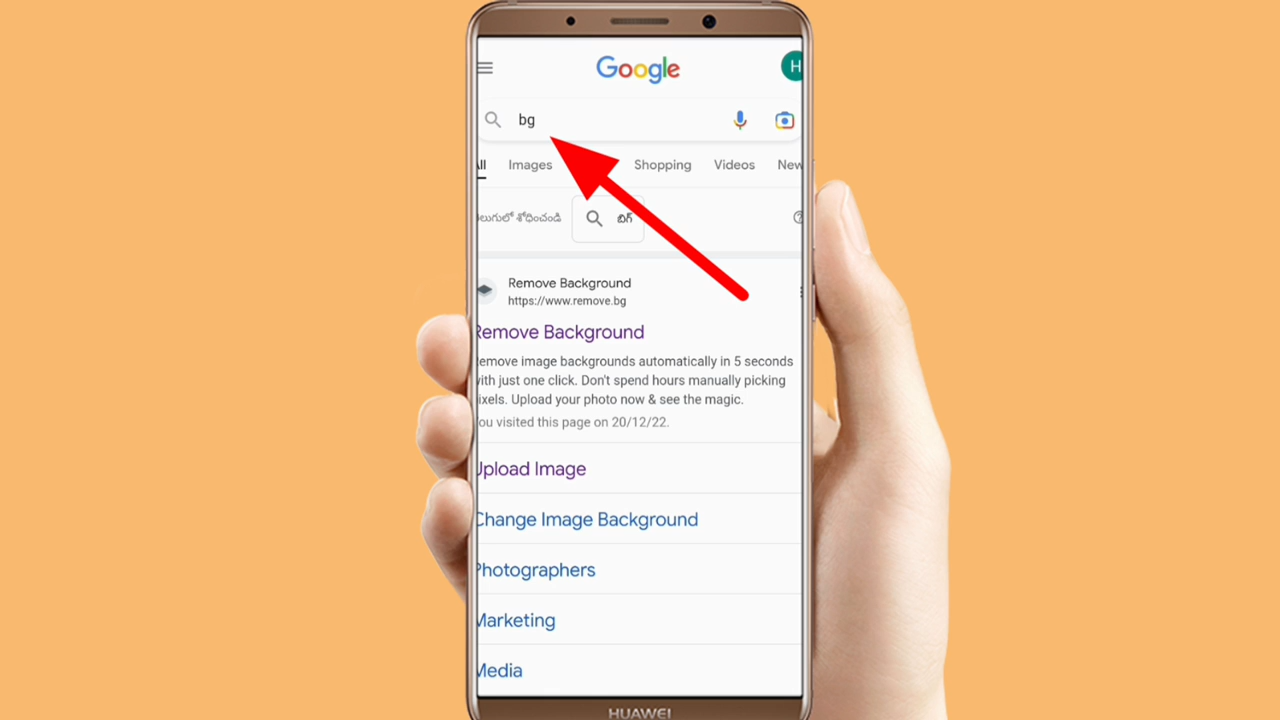 Google
H
bg
All Images Shopping Videos New
తెలుగులో శోధించండి బిగ్
Remove Background
https://www.remove.bg
Remove Background
Remove image backgrounds automatically in 5 seconds
with just one click. Don't spend hours manually picking
pixels. Upload your photo now & see the magic.
You visited this page on 20/12/22.
Upload Image
Change Image Background
Photographers
Marketing
Media
HUAWEI